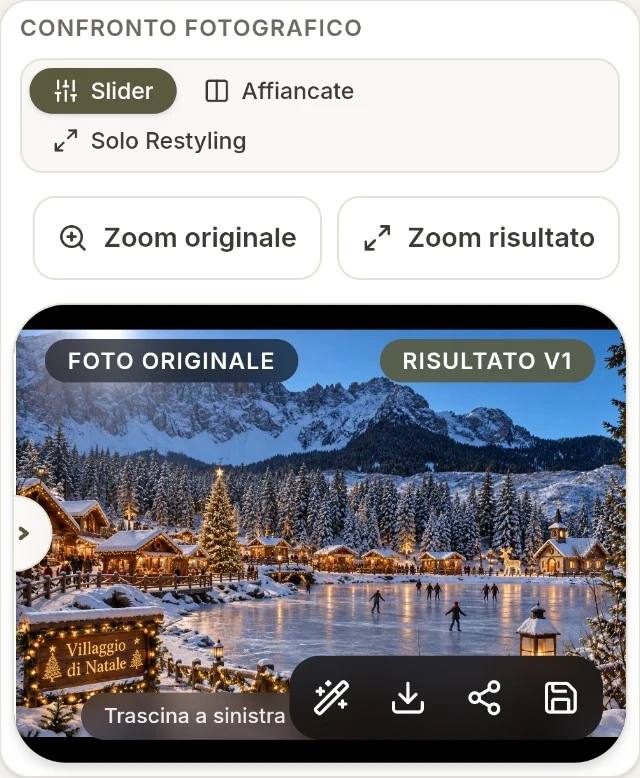 CONFRONTO FOTOGRAFICO
Slider
Affiancate
Solo Restyling
Zoom originale
Zoom risultato
FOTO ORIGINALE
RISULTATO V1
Villaggio
di Natale
Trascina a sinistra